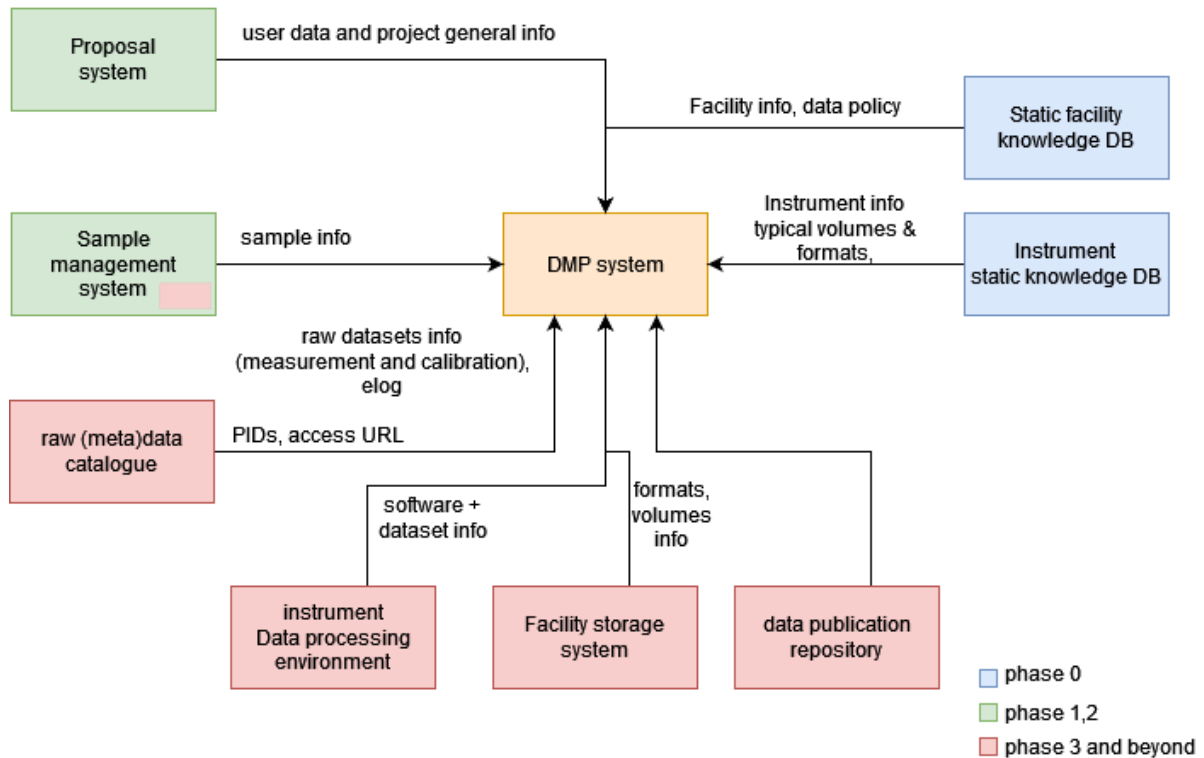 Proposal
system
user data and project general info
Facility info, data policy
Static facility
knowledge DB
Sample
management
system
sample info
DMP system
Instrument info
typical volumes &
formats,
Instrument
static knowledge DB
raw datasets info
(measurement and calibration),
elog
raw (meta)data
catalogue
PIDs, access URL
software +
dataset info
formats,
volumes
info
instrument
Data processing
environment
Facility storage
system
data publication
repository
phase 0
phase 1,2
phase 3 and beyond